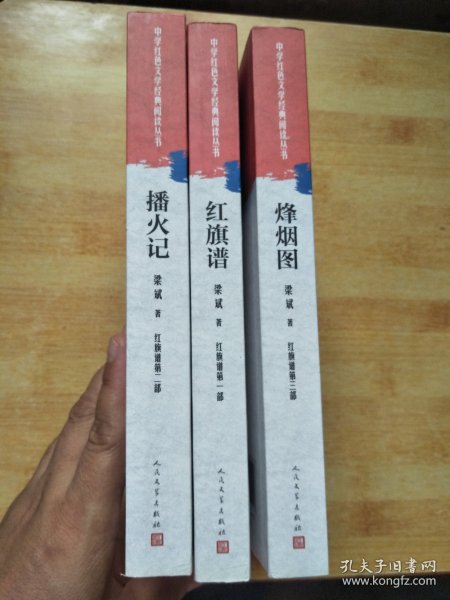 中学红色文学经典阅读丛书
播火记
梁斌 著
红旗谱第二部
人民文学出版社
中学红色文学经典阅读丛书
红旗谱
梁斌 著
红旗谱第一部
人民文学出版社
中学红色文学经典阅读丛书
烽烟图
梁斌 著
红旗谱第三部
人民文学出版社
孔夫子旧书网
www.kongfz.com